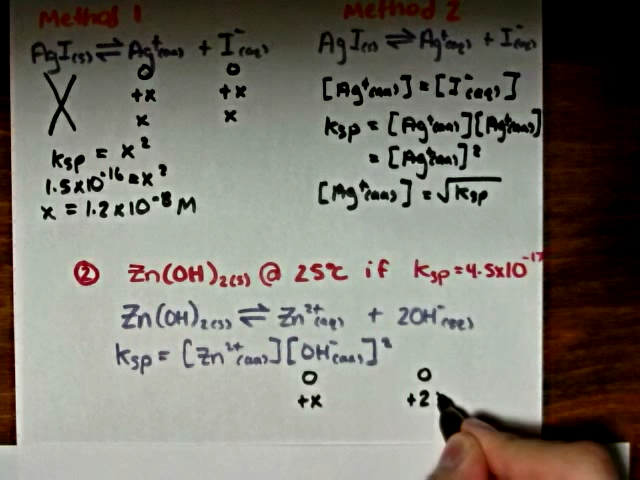 Method 1
AgI(s) ⇌ Ag⁺(aq) + I⁻(aq)
0 0
+x +x
x x
Ksp = x²
1.5x10⁻¹⁶ = x²
x = 1.2x10⁻⁸ M
Method 2
AgI(s) ⇌ Ag⁺(aq) + I⁻(aq)
[Ag⁺(aq)] = [I⁻(aq)]
Ksp = [Ag⁺(aq)][Ag⁺(aq)]
= [Ag⁺(aq)]²
[Ag⁺(aq)] = √Ksp
② Zn(OH)₂(s) @ 25℃ if Ksp = 4.5x10⁻¹⁷
Zn(OH)₂(s) ⇌ Zn²⁺(aq) + 2OH⁻(aq)
Ksp = [Zn²⁺(aq)][OH⁻(aq)]²
0 0
+x +2